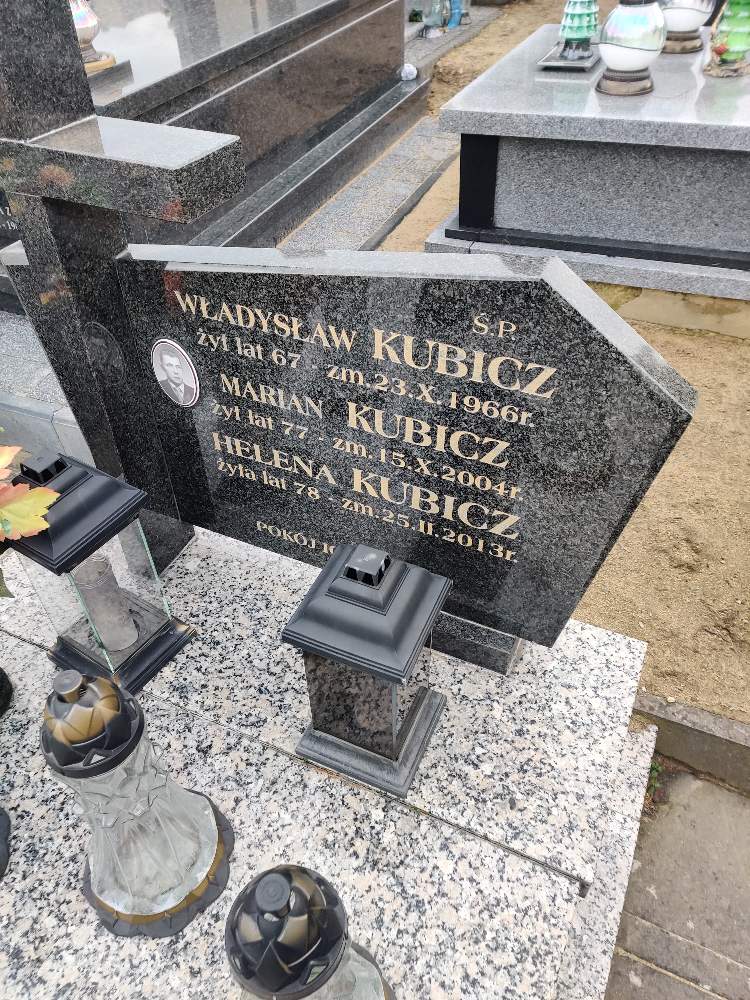 Ś.P.
WŁADYSŁAW KUBICZ
żył lat 67 - zm.23.X.1966r.
MARIAN KUBICZ
żył lat 77 - zm.15.X.2004r.
HELENA KUBICZ
żyła lat 78 - zm.25.II.2013r.
POKÓJ